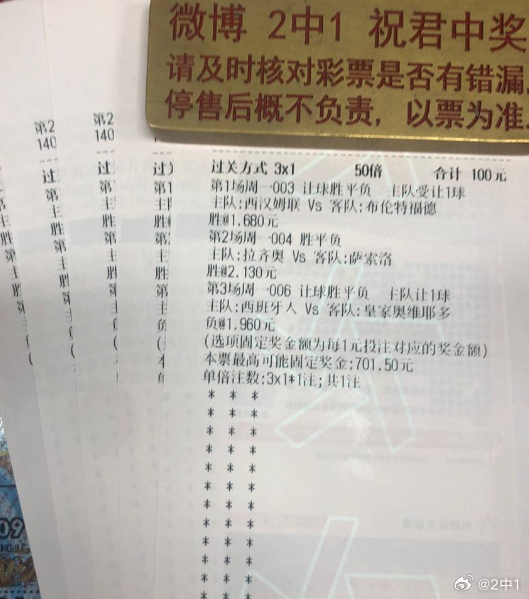 微博 2中1 祝君中奖
请及时核对彩票是否有错漏,
停售后概不负责，以票为准.
第2
140
第2
140
过关方式 3x1 50倍 合计 100元
第1场周一003 让球胜平负 主队受让1球
主队:西汉姆联 Vs 客队:布伦特福德
胜@1.680元
第2场周一004 胜平负
主队:拉齐奥 Vs 客队:萨索洛
胜@2.130元
第3场周一006 让球胜平负 主队让1球
主队:西班牙人 Vs 客队:皇家奥维耶多
负@1.960元
(选项固定奖金额为每1元投注对应的奖金额)
本票最高可能固定奖金:701.50元
单倍注数:3x1*1注;共1注
* * *
* * *
* * *
* * *
* * *
* * *
* * *
* * *
* * *
* * *
* * *
09
@2中1